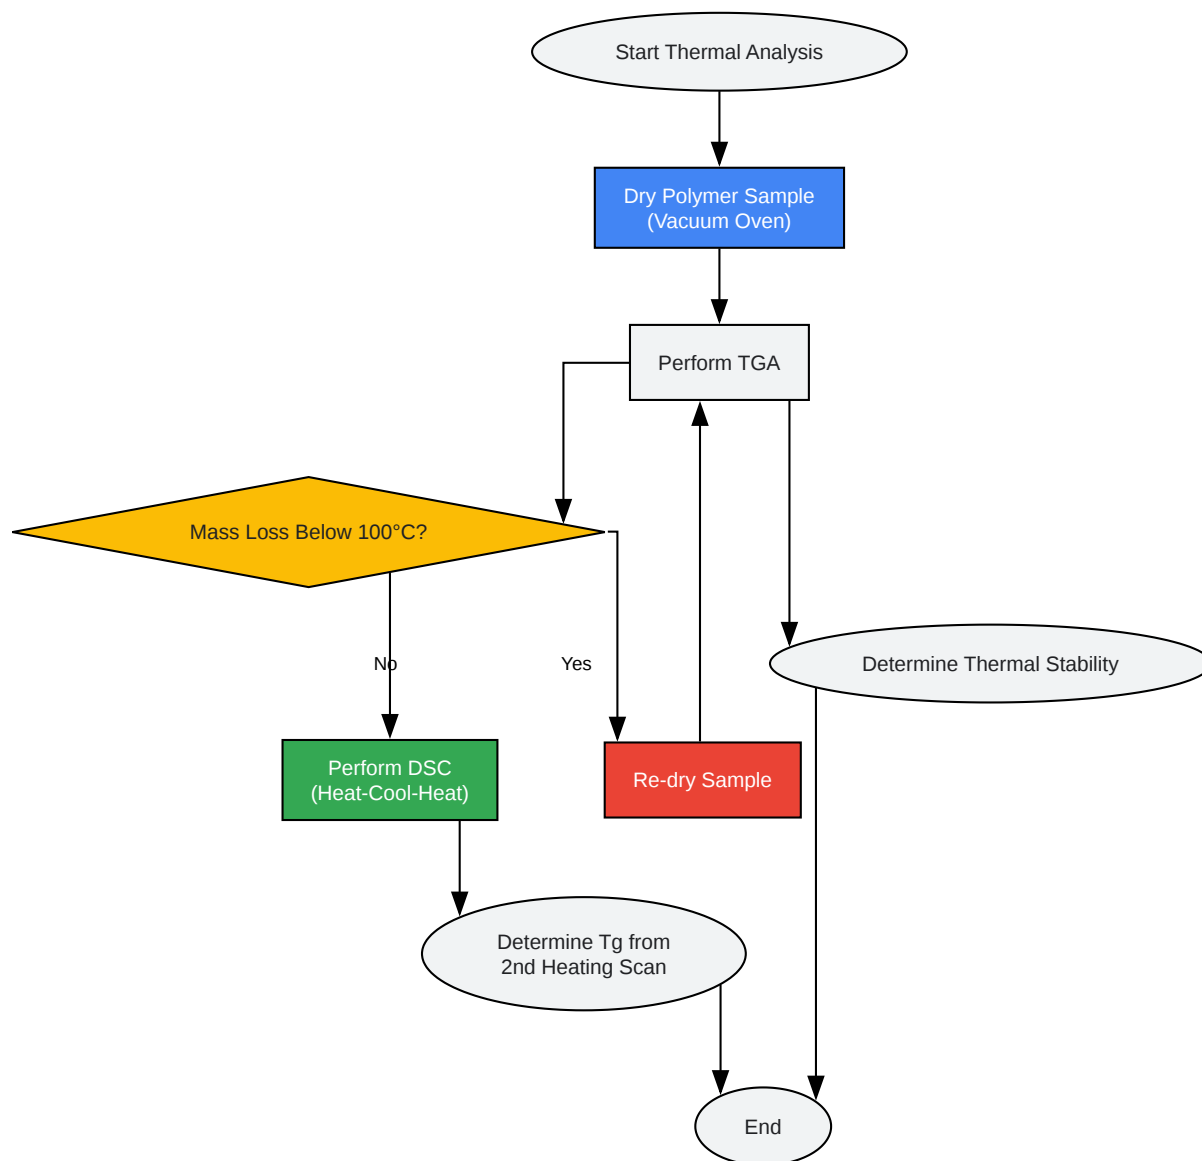 Start Thermal Analysis
Dry Polymer Sample
(Vacuum Oven)
Perform TGA
Mass Loss Below 100°C?
No
Yes
Determine Thermal Stability
Perform DSC
(Heat-Cool-Heat)
Re-dry Sample
Determine Tg from
2nd Heating Scan
End